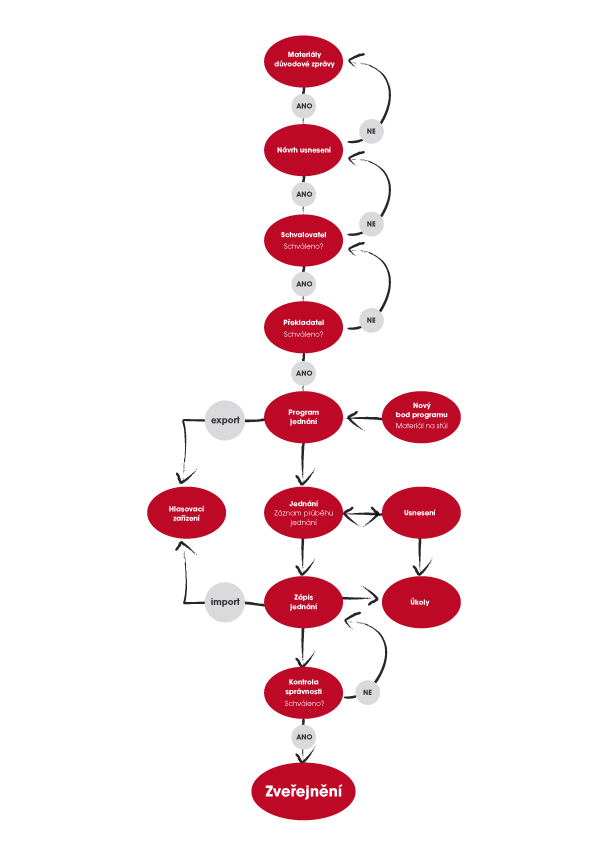 Materiály
důvodové zprávy
ANO
NE
Návrh usnesení
ANO
NE
Schvalovatel
Schváleno?
ANO
NE
Překladatel
Schváleno?
ANO
export
Program
jednání
Nový
bod programu
Materiál na stůl
Hlasovací
zařízení
Jednání
Záznam průběhu
jednání
Usnesení
import
Zápis
jednání
Úkoly
Kontrola
správnosti
Schváleno?
NE
ANO
Zveřejnění